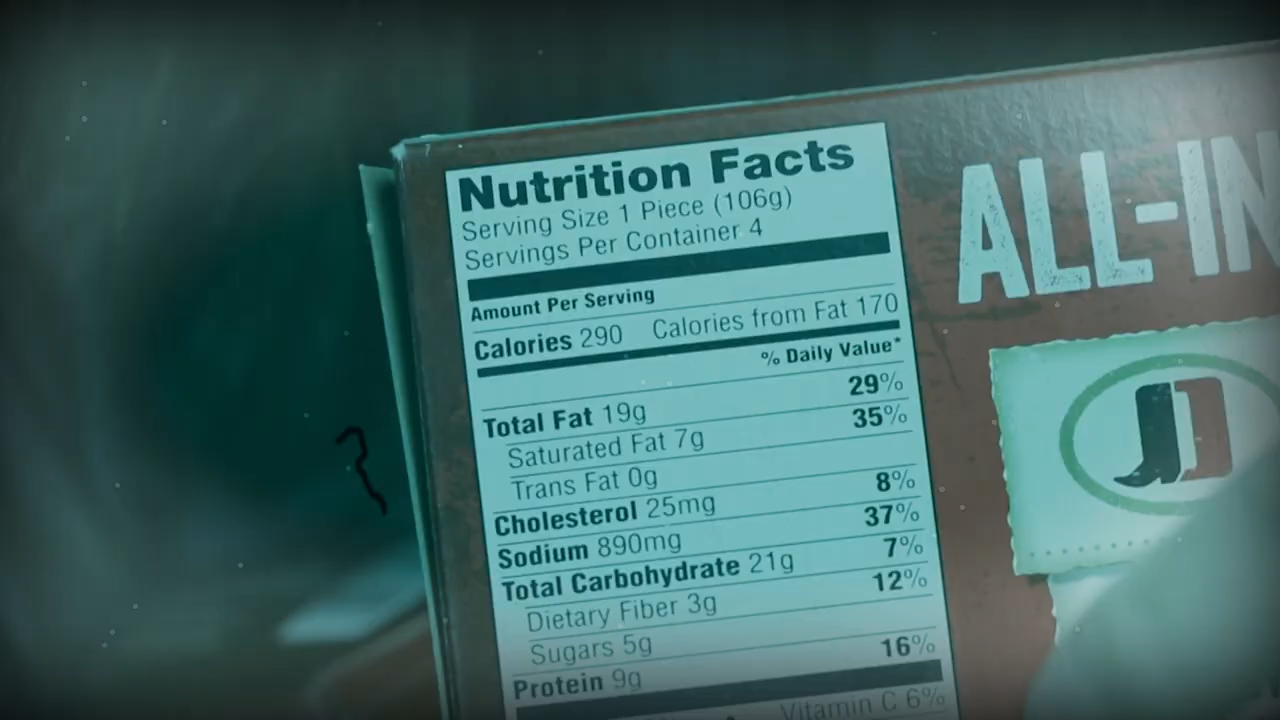 Nutrition Facts
Serving Size 1 Piece (106g)
Servings Per Container 4
Amount Per Serving
Calories 290 Calories from Fat 170
% Daily Value*
Total Fat 19g 29%
Saturated Fat 7g 35%
Trans Fat 0g
Cholesterol 25mg 8%
Sodium 890mg 37%
Total Carbohydrate 21g 7%
Dietary Fiber 3g 12%
Sugars 5g
Protein 9g 16%
Vitamin C 6%
ALL-IN
JD